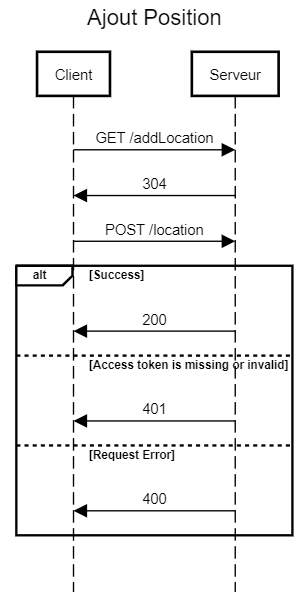 Ajout Position
Client Serveur
GET /addLocation
304
POST /location
alt [Success]
200
[Access token is missing or invalid]
401
[Request Error]
400